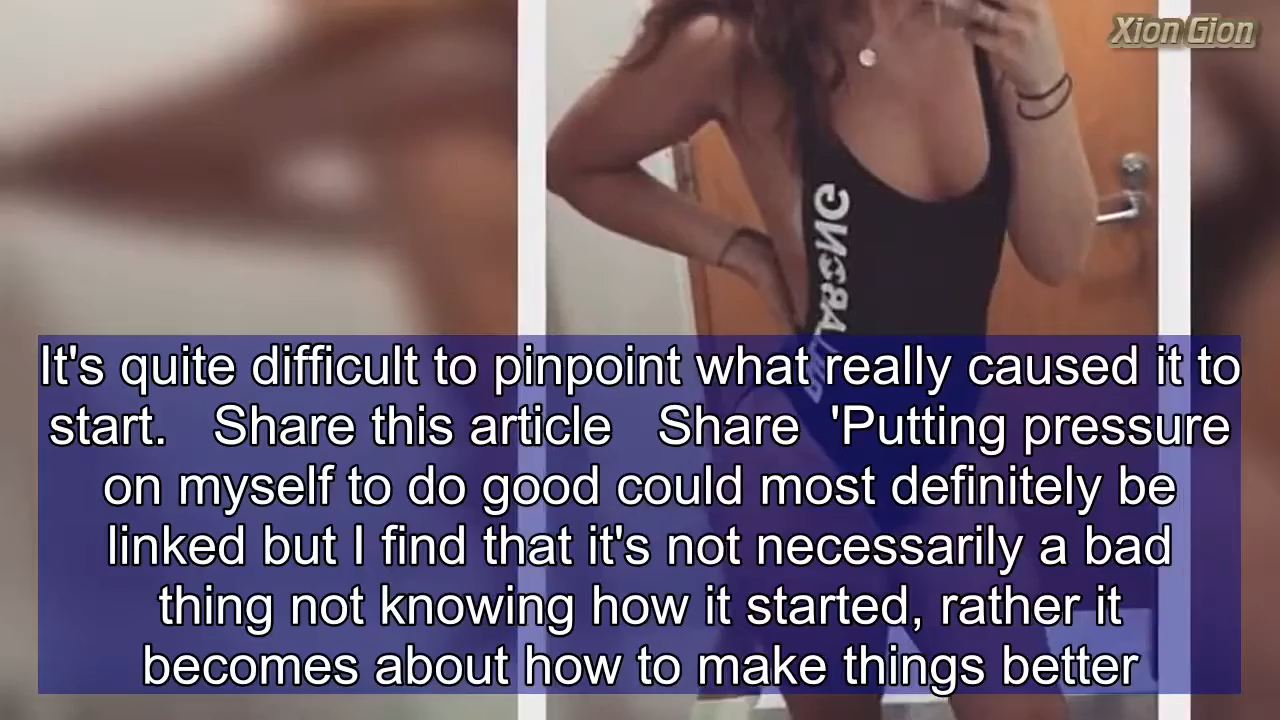 Xion Gion
BILLABONG
It's quite difficult to pinpoint what really caused it to
start.   Share this article   Share  'Putting pressure
on myself to do good could most definitely be
linked but I find that it's not necessarily a bad
thing not knowing how it started, rather it
becomes about how to make things better